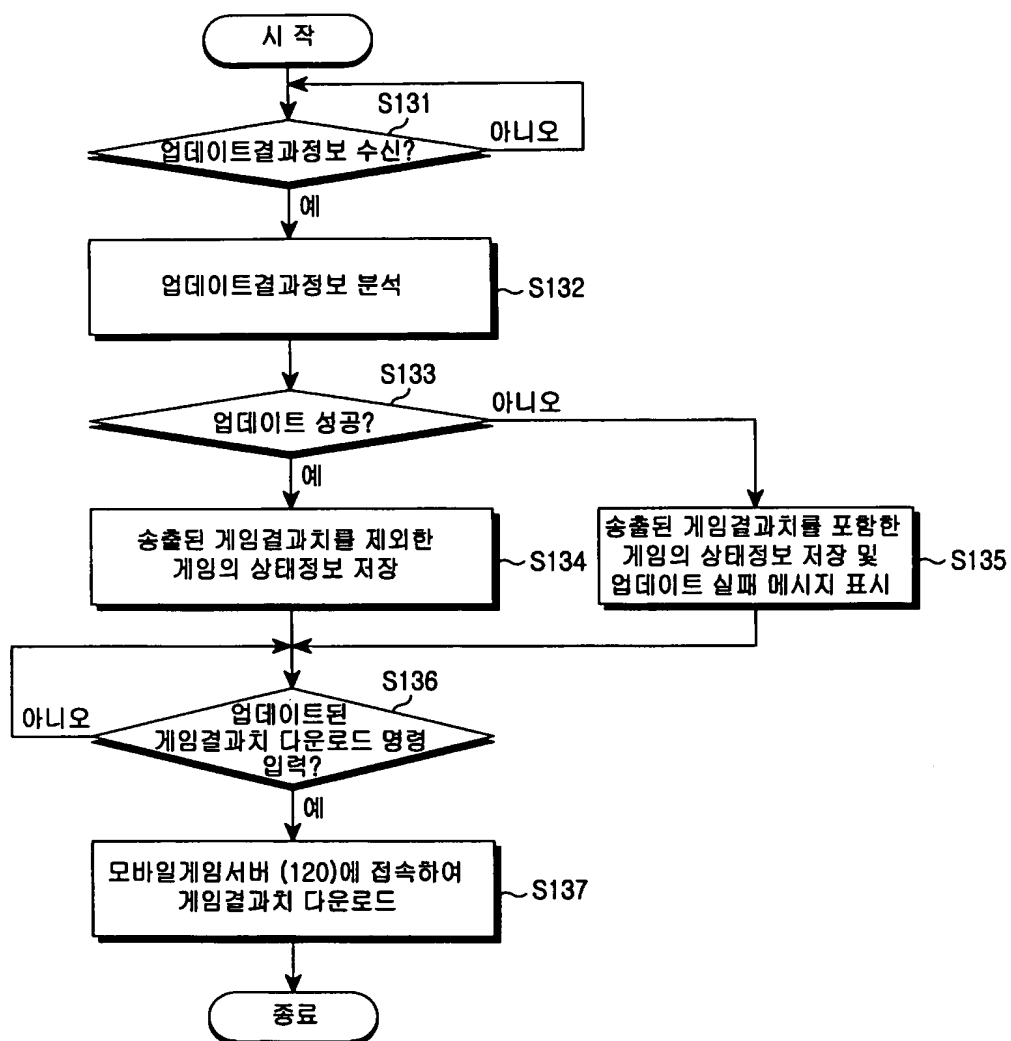 시 작
S131
아니오
업데이트결과정보 수신?
예
업데이트결과정보 분석
S132
S133
아니오
업데이트 성공?
예
송출된 게임결과치를 제외한
게임의 상태정보 저장
S134
송출된 게임결과치를 포함한
게임의 상태정보 저장 및
업데이트 실패 메시지 표시
S135
S136
아니오
업데이트된
게임결과치 다운로드 명령
입력?
예
모바일게임서버 (120)에 접속하여
게임결과치 다운로드
S137
종료